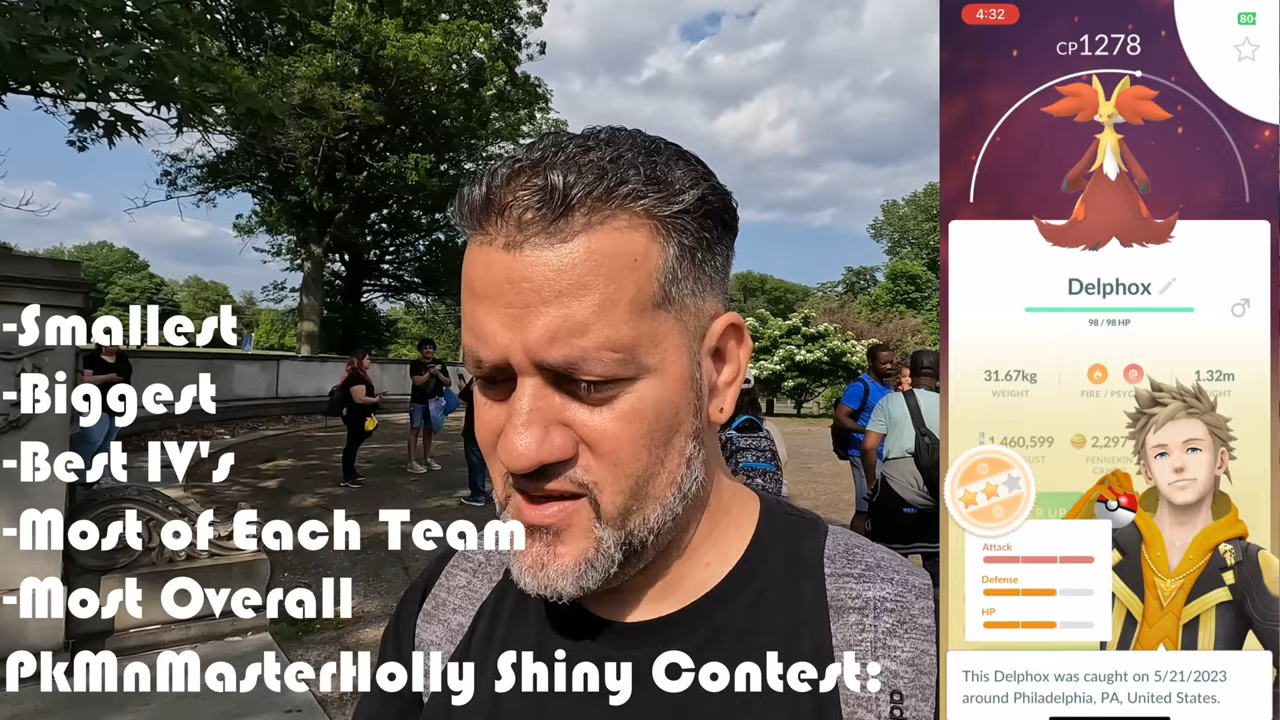 -Smallest
-Biggest
-Best IV's
-Most of Each Team
-Most Overall
PkMnMasterHolly Shiny Contest:
4:32
80
CP1278
Delphox
98 / 98 HP
31.67kg
WEIGHT
FIRE /
1.32m
1,460,599
2,297
Attack
Defense
HP
This Delphox was caught on 5/21/2023
around Philadelphia, PA, United States.